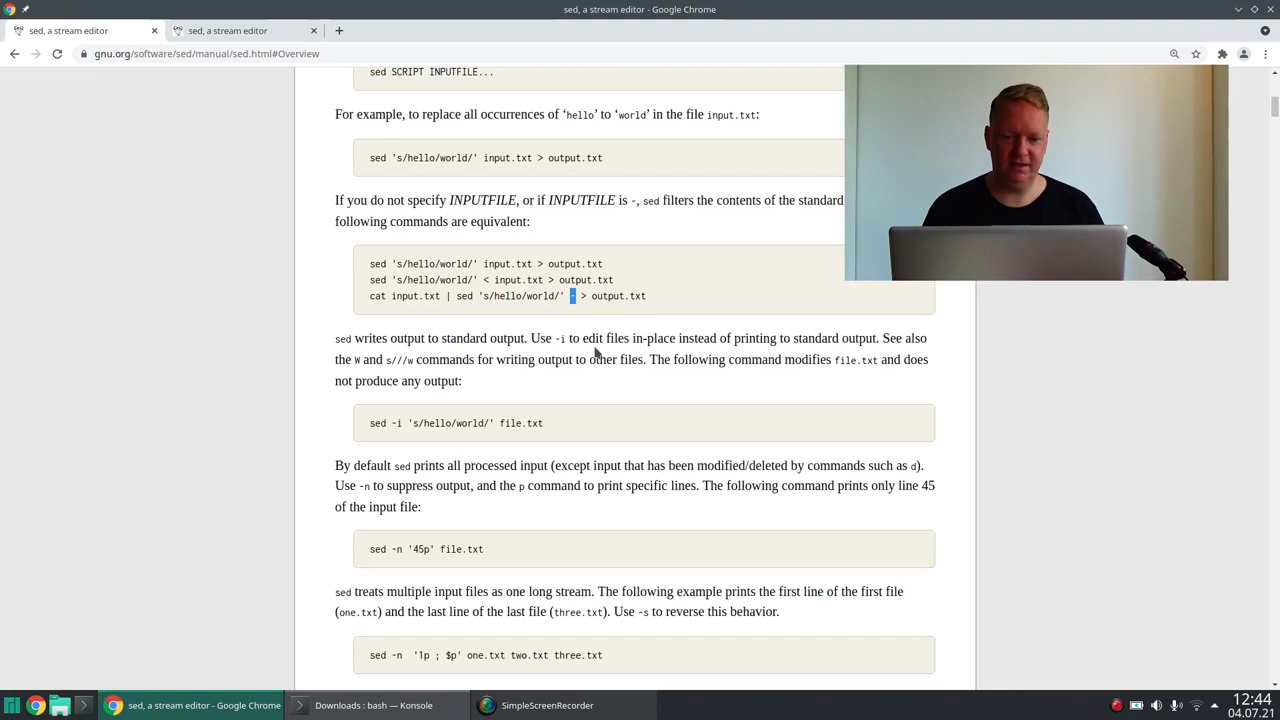 sed, a stream editor - Google Chrome
sed, a stream editor
sed, a stream editor
gnu.org/software/sed/manual/sed.html#Overview
sed SCRIPT INPUTFILE...
For example, to replace all occurrences of ‘hello’ to ‘world’ in the file input.txt:
sed 's/hello/world/' input.txt > output.txt
If you do not specify INPUTFILE, or if INPUTFILE is -, sed filters the contents of the standard
following commands are equivalent:
sed 's/hello/world/' input.txt > output.txt
sed 's/hello/world/' < input.txt > output.txt
cat input.txt | sed 's/hello/world/' - > output.txt
sed writes output to standard output. Use -i to edit files in-place instead of printing to standard output. See also
the W and s///w commands for writing output to other files. The following command modifies file.txt and does
not produce any output:
sed -i 's/hello/world/' file.txt
By default sed prints all processed input (except input that has been modified/deleted by commands such as d).
Use -n to suppress output, and the p command to print specific lines. The following command prints only line 45
of the input file:
sed -n '45p' file.txt
sed treats multiple input files as one long stream. The following example prints the first line of the first file
(one.txt) and the last line of the last file (three.txt). Use -s to reverse this behavior.
sed -n  '1p ; $p' one.txt two.txt three.txt
sed, a stream editor - Google Chrome
Downloads : bash — Konsole
SimpleScreenRecorder
12:44
04.07.21